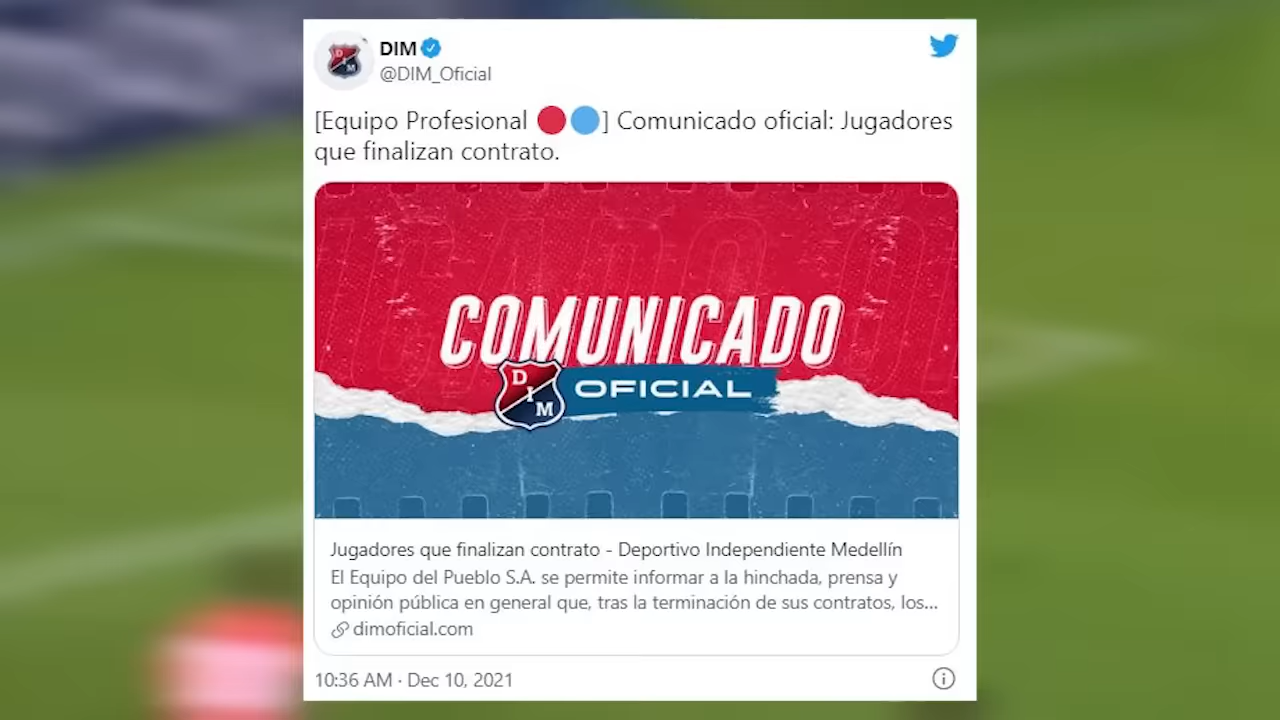 DIM
@DIM_Oficial
[Equipo Profesional 🔴🔵] Comunicado oficial: Jugadores
que finalizan contrato.
COMUNICADO
DIM OFICIAL
Jugadores que finalizan contrato - Deportivo Independiente Medellín
El Equipo del Pueblo S.A. se permite informar a la hinchada, prensa y
opinión pública en general que, tras la terminación de sus contratos, los...
dimoficial.com
10:36 AM · Dec 10, 2021